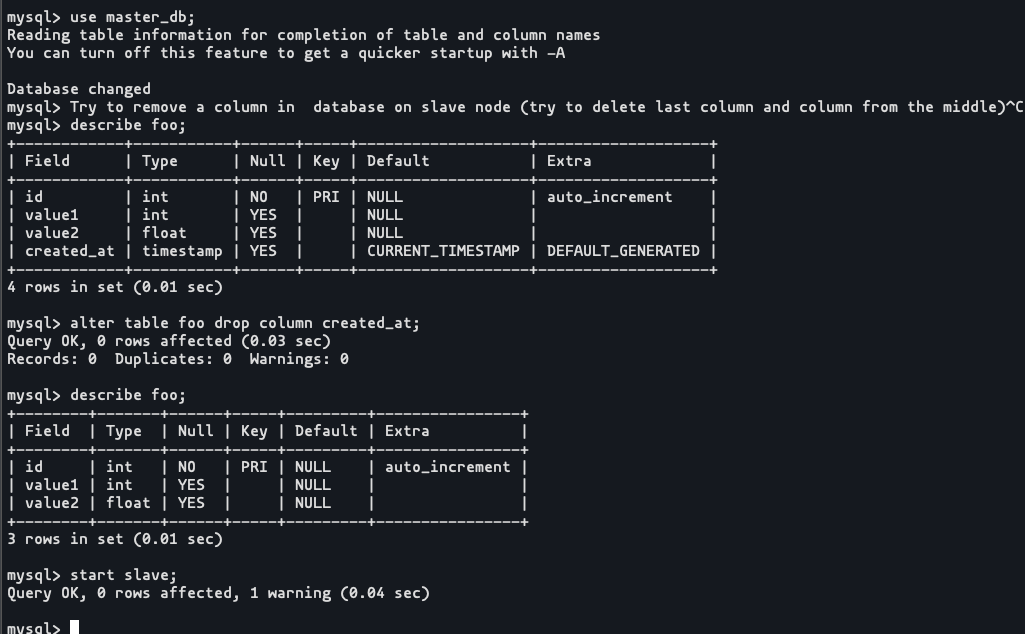 mysql> use master_db;
Reading table information for completion of table and column names
You can turn off this feature to get a quicker startup with -A

Database changed
mysql> Try to remove a column in  database on slave node (try to delete last column and column from the middle)^C
mysql> describe foo;
+------------+-----------+------+-----+-------------------+-------------------+
| Field      | Type      | Null | Key | Default           | Extra             |
+------------+-----------+------+-----+-------------------+-------------------+
| id         | int       | NO   | PRI | NULL              | auto_increment    |
| value1     | int       | YES  |     | NULL              |                   |
| value2     | float     | YES  |     | NULL              |                   |
| created_at | timestamp | YES  |     | CURRENT_TIMESTAMP | DEFAULT_GENERATED |
+------------+-----------+------+-----+-------------------+-------------------+
4 rows in set (0.01 sec)

mysql> alter table foo drop column created_at;
Query OK, 0 rows affected (0.03 sec)
Records: 0  Duplicates: 0  Warnings: 0

mysql> describe foo;
+--------+-------+------+-----+---------+----------------+
| Field  | Type  | Null | Key | Default | Extra          |
+--------+-------+------+-----+---------+----------------+
| id     | int   | NO   | PRI | NULL    | auto_increment |
| value1 | int   | YES  |     | NULL    |                |
| value2 | float | YES  |     | NULL    |                |
+--------+-------+------+-----+---------+----------------+
3 rows in set (0.01 sec)

mysql> start slave;
Query OK, 0 rows affected, 1 warning (0.04 sec)

mysql>